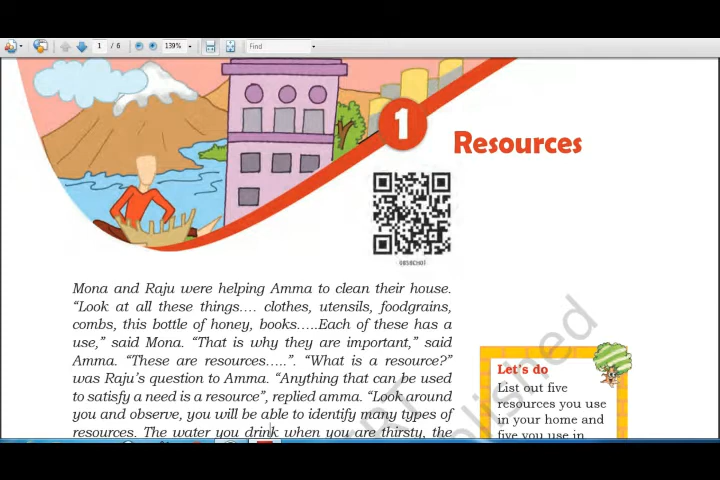 1 / 6
139%
Find
1
Resources
0858CH01
Mona and Raju were helping Amma to clean their house.
“Look at all these things…. clothes, utensils, foodgrains,
combs, this bottle of honey, books…..Each of these has a
use,” said Mona. “That is why they are important,” said
Amma. “These are resources…..”. “What is a resource?”
was Raju’s question to Amma. “Anything that can be used
to satisfy a need is a resource”, replied amma. “Look around
you and observe, you will be able to identify many types of
resources. The water you drink when you are thirsty, the
Let’s do
List out five
resources you use
in your home and
five you use in